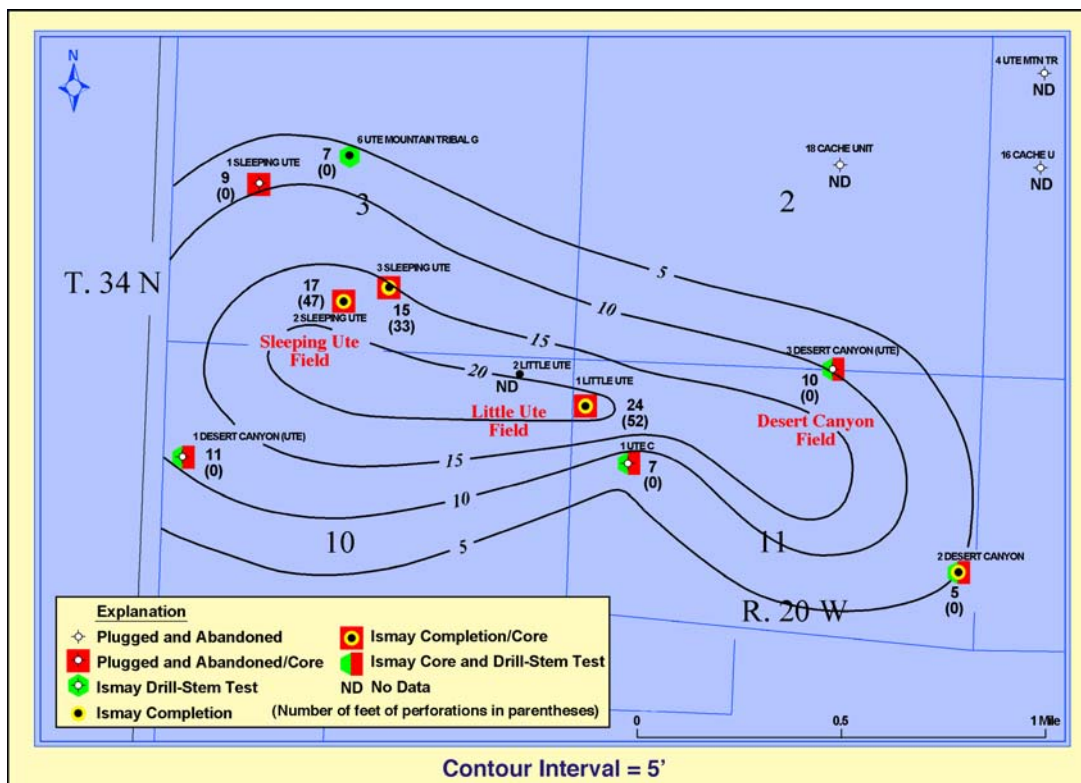 N
4 UTE MTN TR
ND
6 UTE MOUNTAIN TRIBAL G
7
(0)
1 SLEEPING UTE
9
(0)
3
18 CACHE UNIT
ND
2
16 CACHE U
ND
T. 34 N
5
10
3 SLEEPING UTE
17
(47)
15
(33)
2 SLEEPING UTE
Sleeping Ute
Field
15
20
2 LITTLE UTE
ND
3 DESERT CANYON (UTE)
10
(0)
1 LITTLE UTE
24
(52)
Little Ute
Field
Desert Canyon
Field
1 DESERT CANYON (UTE)
11
(0)
15
1 UTE C
7
(0)
10
5
10
11
2 DESERT CANYON
5
(0)
R. 20 W
Explanation
Plugged and Abandoned
Plugged and Abandoned/Core
Ismay Drill-Stem Test
Ismay Completion
Ismay Completion/Core
Ismay Core and Drill-Stem Test
ND No Data
(Number of feet of perforations in parentheses)
0 0.5 1 Mile
Contour Interval = 5'